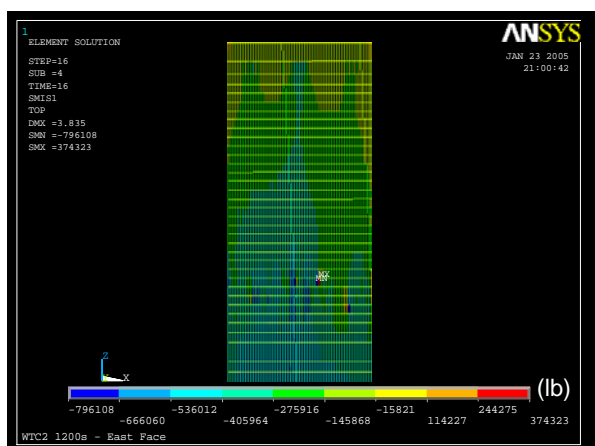 1
ANSYS
ELEMENT SOLUTION
JAN 23 2005
21:00:42
STEP=16
SUB =4
TIME=16
SMIS1
TOP
DMX =3.835
SMN =-796108
SMX =374323
MX
MN
Z
Y X
(lb)
-796108 -536012 -275916 -15821 244275
-666060 -405964 -145868 114227 374323
WTC2 1200s - East Face